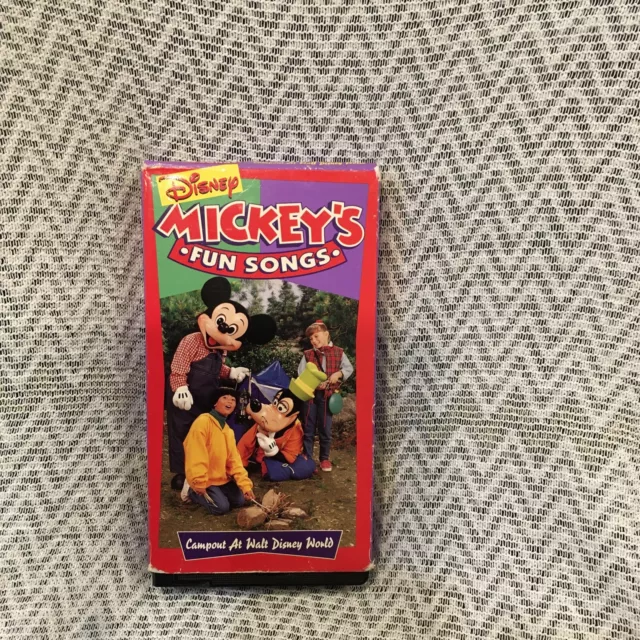 Disney
MICKEY'S
•FUN SONGS•
Campout At Walt Disney World